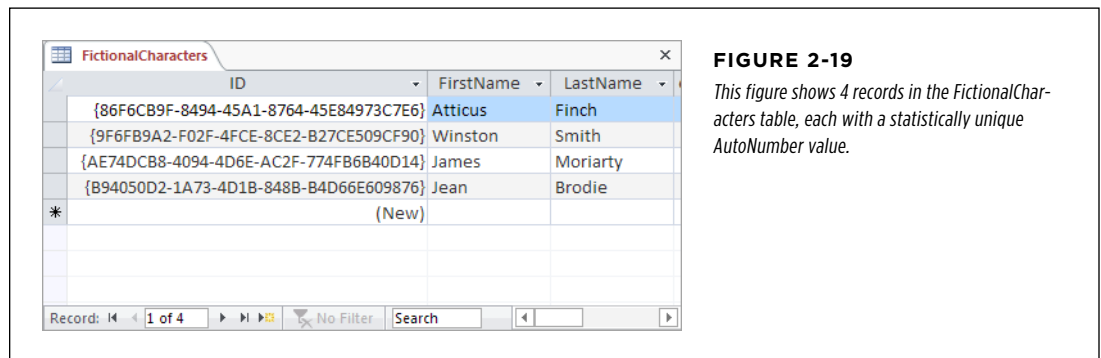 FictionalCharacters ×
ID FirstName LastName
{86F6CB9F-8494-45A1-8764-45E84973C7E6} Atticus Finch
{9F6FB9A2-F02F-4FCE-8CE2-B27CE509CF90} Winston Smith
{AE74DCB8-4094-4D6E-AC2F-774FB6B40D14} James Moriarty
{B94050D2-1A73-4D1B-848B-B4D66E609876} Jean Brodie
* (New)
Record: 1 of 4 No Filter Search
FIGURE 2-19
This figure shows 4 records in the FictionalChar-
acters table, each with a statistically unique
AutoNumber value.